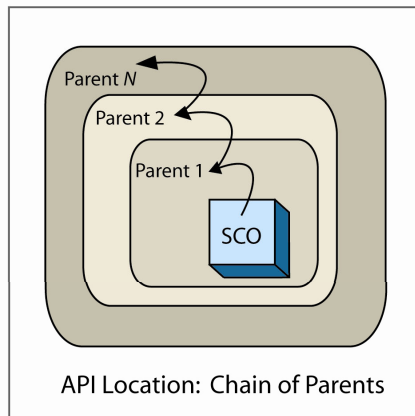 Parent N
Parent 2
Parent 1
SCO
API Location: Chain of Parents